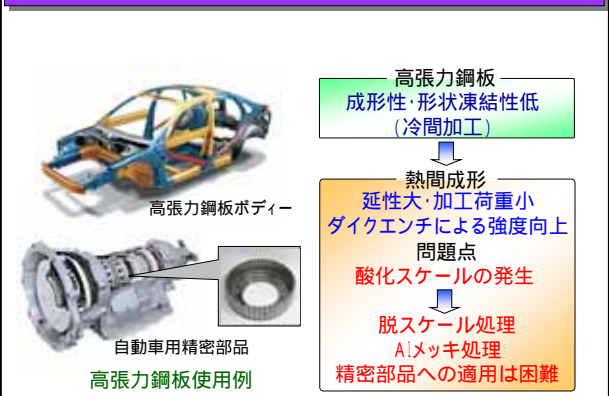 高張力鋼板ボディー
自動車用精密部品
高張力鋼板使用例
高張力鋼板
成形性・形状凍結性低
(冷間加工)
熱間成形
延性大・加工荷重小
ダイクエンチによる強度向上
問題点
酸化スケールの発生
脱スケール処理
Alメッキ処理
精密部品への適用は困難